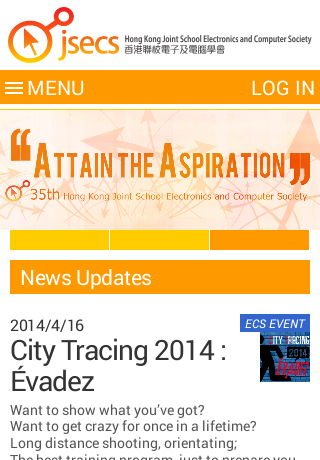 jsecs
Hong Kong Joint School Electronics and Computer Society
香港聯校電子及電腦學會
MENU
LOG IN
“ATTAIN THE ASPIRATION”
35th Hong Kong Joint School Electronics and Computer Society
News Updates
2014/4/16
ECS EVENT
City Tracing 2014 :
Évadez
CITY TRACING
2014
Want to show what you’ve got?
Want to get crazy for once in a lifetime?
Long distance shooting, orientating;
The best training program, just to prepare you